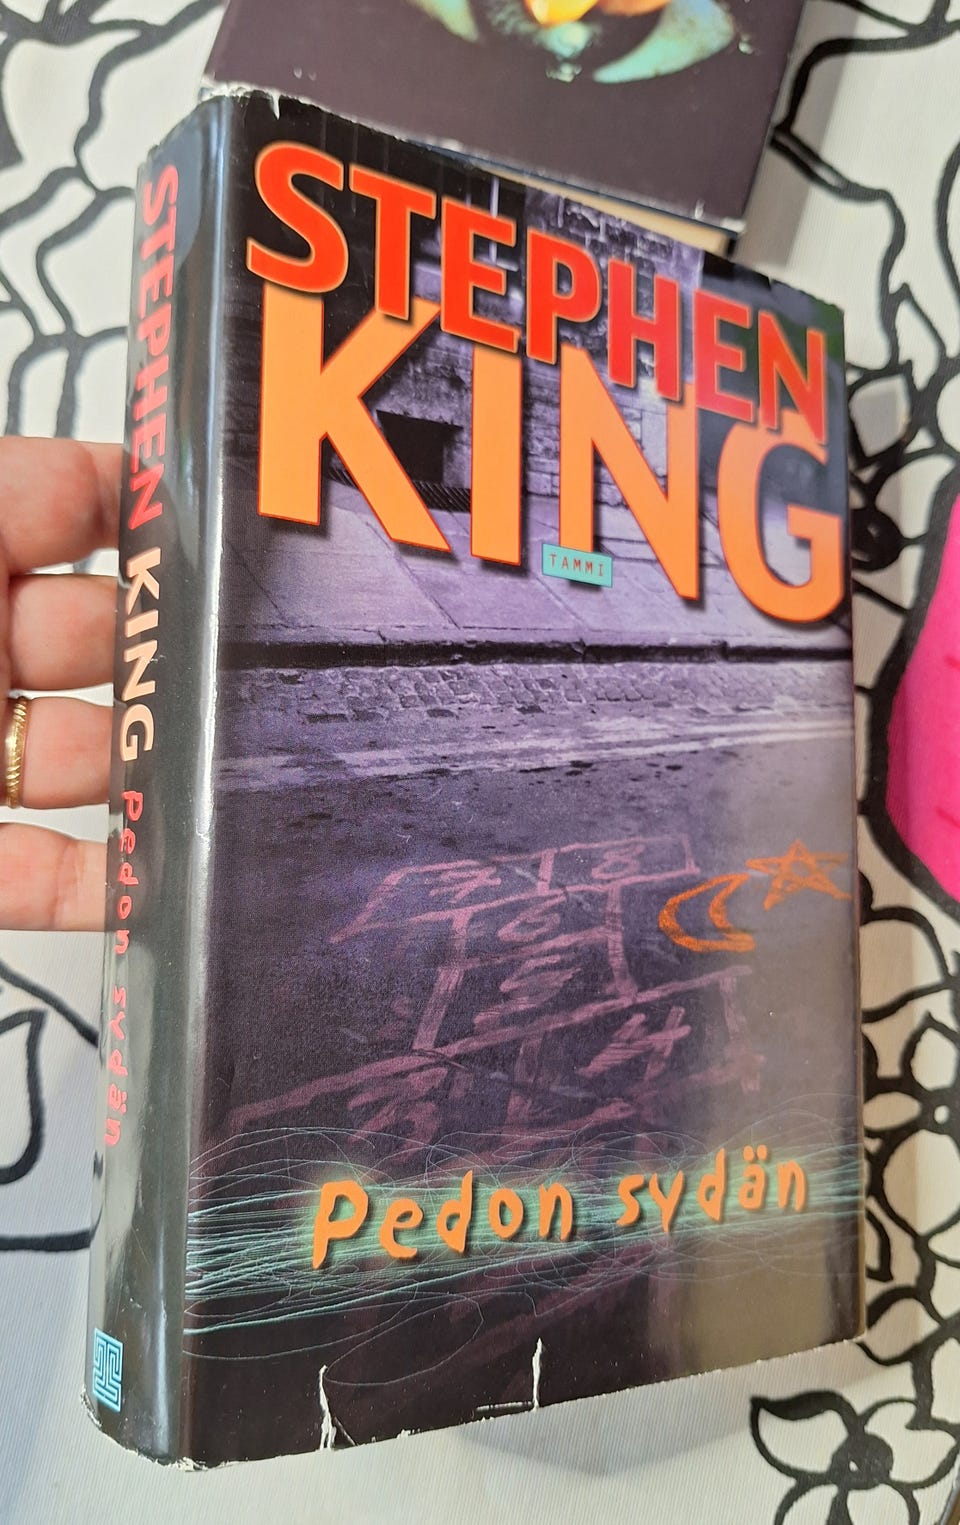 STEPHEN
KING
TAMMI
Pedon sydän
STEPHEN KING Pedon sydän